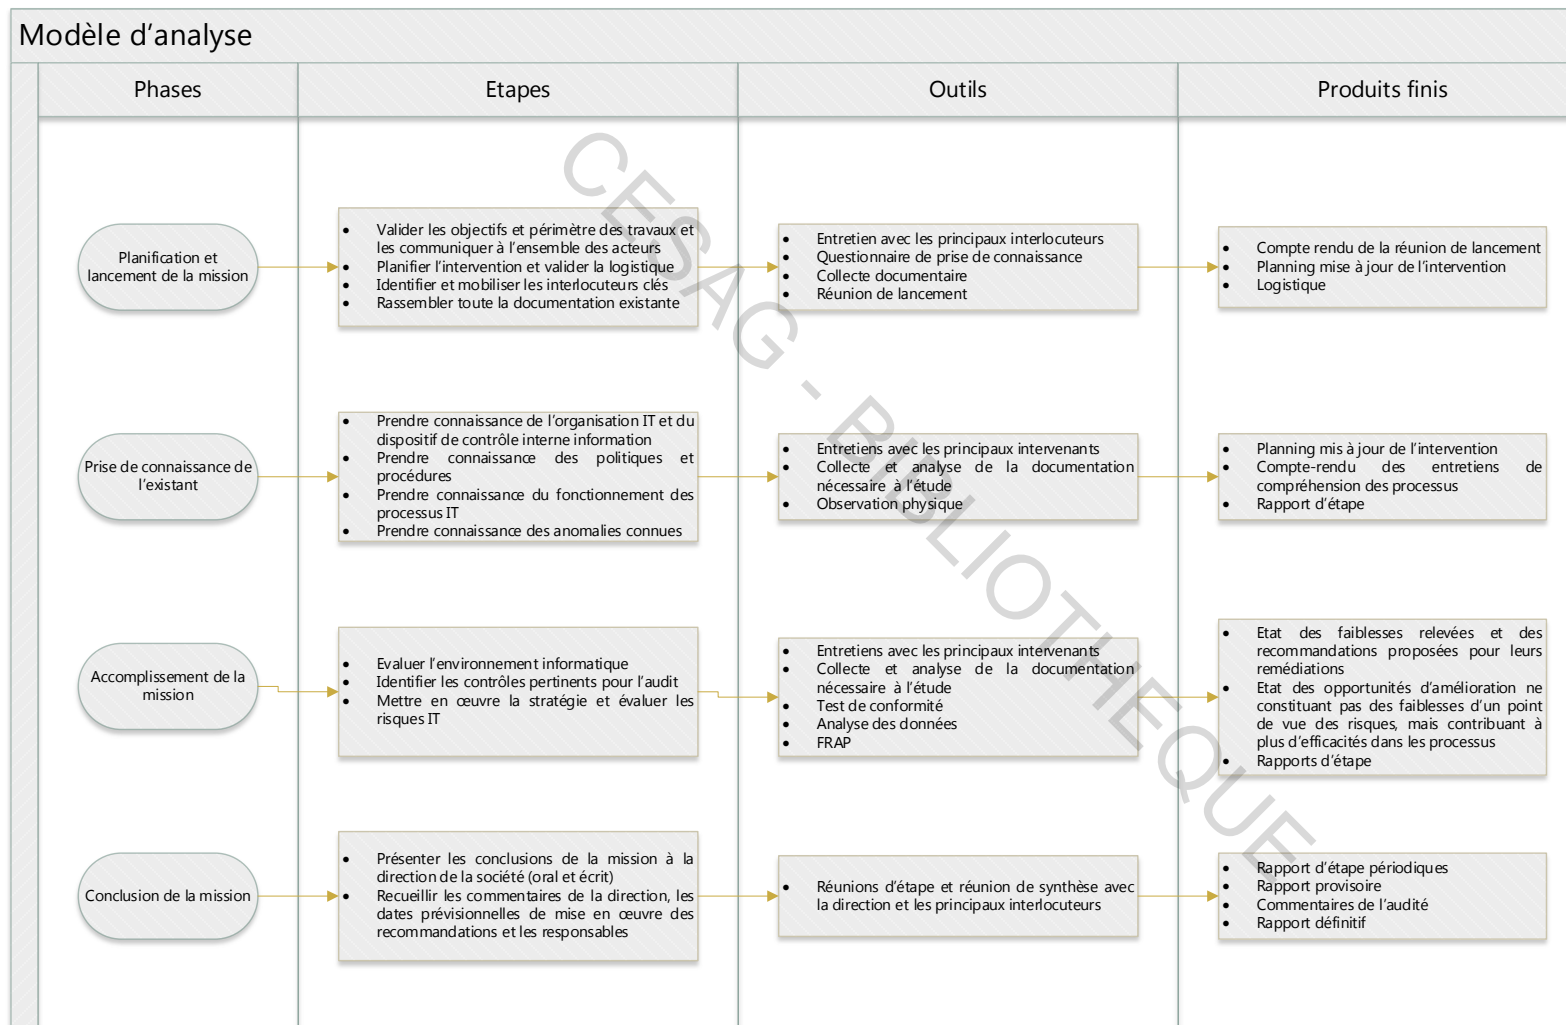 Modèle d'analyse
Phases
Etapes
Outils
Produits finis
Planification et
lancement de la mission
• Valider les objectifs et périmètre des travaux et
les communiquer à l'ensemble des acteurs
• Planifier l'intervention et valider la logistique
• Identifier et mobiliser les interlocuteurs clés
• Rassembler toute la documentation existante
• Entretien avec les principaux interlocuteurs
• Questionnaire de prise de connaissance
• Collecte documentaire
• Réunion de lancement
• Compte rendu de la réunion de lancement
• Planning mise à jour de l'intervention
• Logistique
Prise de connaissance de
l'existant
• Prendre connaissance de l'organisation IT et du
dispositif de contrôle interne information
• Prendre connaissance des politiques et
procédures
• Prendre connaissance du fonctionnement des
processus IT
• Prendre connaissance des anomalies connues
• Entretiens avec les principaux intervenants
• Collecte et analyse de la documentation
nécessaire à l'étude
• Observation physique
• Planning mis à jour de l'intervention
• Compte-rendu des entretiens de
compréhension des processus
• Rapport d'étape
Accomplissement de la
mission
• Evaluer l'environnement informatique
• Identifier les contrôles pertinents pour l'audit
• Mettre en œuvre la stratégie et évaluer les
risques IT
• Entretiens avec les principaux intervenants
• Collecte et analyse de la documentation
nécessaire à l'étude
• Test de conformité
• Analyse des données
• FRAP
• Etat des faiblesses relevées et des
recommandations proposées pour leurs
remédiations
• Etat des opportunités d'amélioration ne
constituant pas des faiblesses d'un point
de vue des risques, mais contribuant à
plus d'efficacités dans les processus
• Rapports d'étape
Conclusion de la mission
• Présenter les conclusions de la mission à la
direction de la société (oral et écrit)
• Recueillir les commentaires de la direction, les
dates prévisionnelles de mise en œuvre des
recommandations et les responsables
• Réunions d'étape et réunion de synthèse avec
la direction et les principaux interlocuteurs
• Rapport d'étape périodiques
• Rapport provisoire
• Commentaires de l'audité
• Rapport définitif
CESAG - BIBLIOTHEQUE